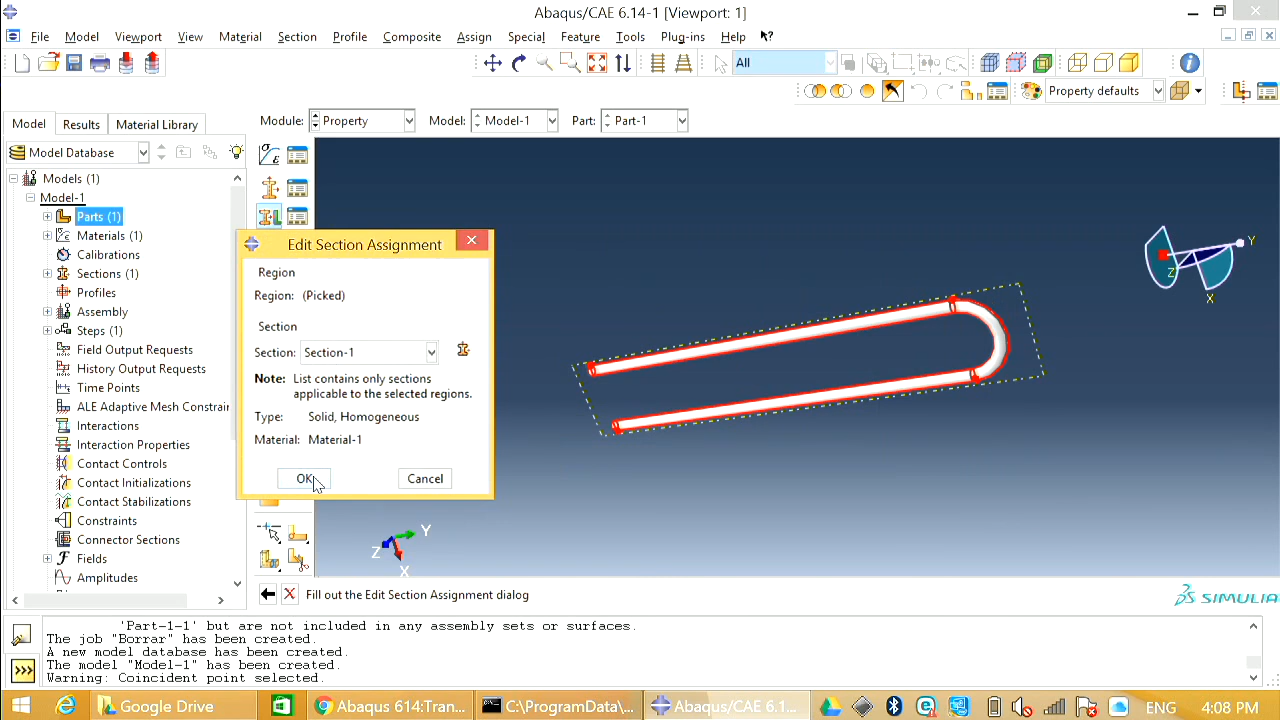 Abaqus/CAE 6.14-1 [Viewport: 1]
File Model Viewport View Material Section Profile Composite Assign Special Feature Tools Plug-ins Help
All
Property defaults
Model Results Material Library
Module: Property Model: Model-1 Part: Part-1
Model Database
Models (1)
Model-1
Parts (1)
Materials (1)
Calibrations
Sections (1)
Profiles
Assembly
Steps (1)
Field Output Requests
History Output Requests
Time Points
ALE Adaptive Mesh Constrain
Interactions
Interaction Properties
Contact Controls
Contact Initializations
Contact Stabilizations
Constraints
Connector Sections
Fields
Amplitudes
Edit Section Assignment
Region
Region: (Picked)
Section
Section: Section-1
Note: List contains only sections
applicable to the selected regions.
Type: Solid, Homogeneous
Material: Material-1
OK Cancel
Y
Z
X
Y
Z
X
Fill out the Edit Section Assignment dialog
SIMULIA
'Part-1-1' but are not included in any assembly sets or surfaces.
The job "Borrar" has been created.
A new model database has been created.
The model "Model-1" has been created.
Warning: Coincident point selected.
Google Drive Abaqus 614:Tran... C:\ProgramData\... Abaqus/CAE 6.1... ENG 4:08 PM